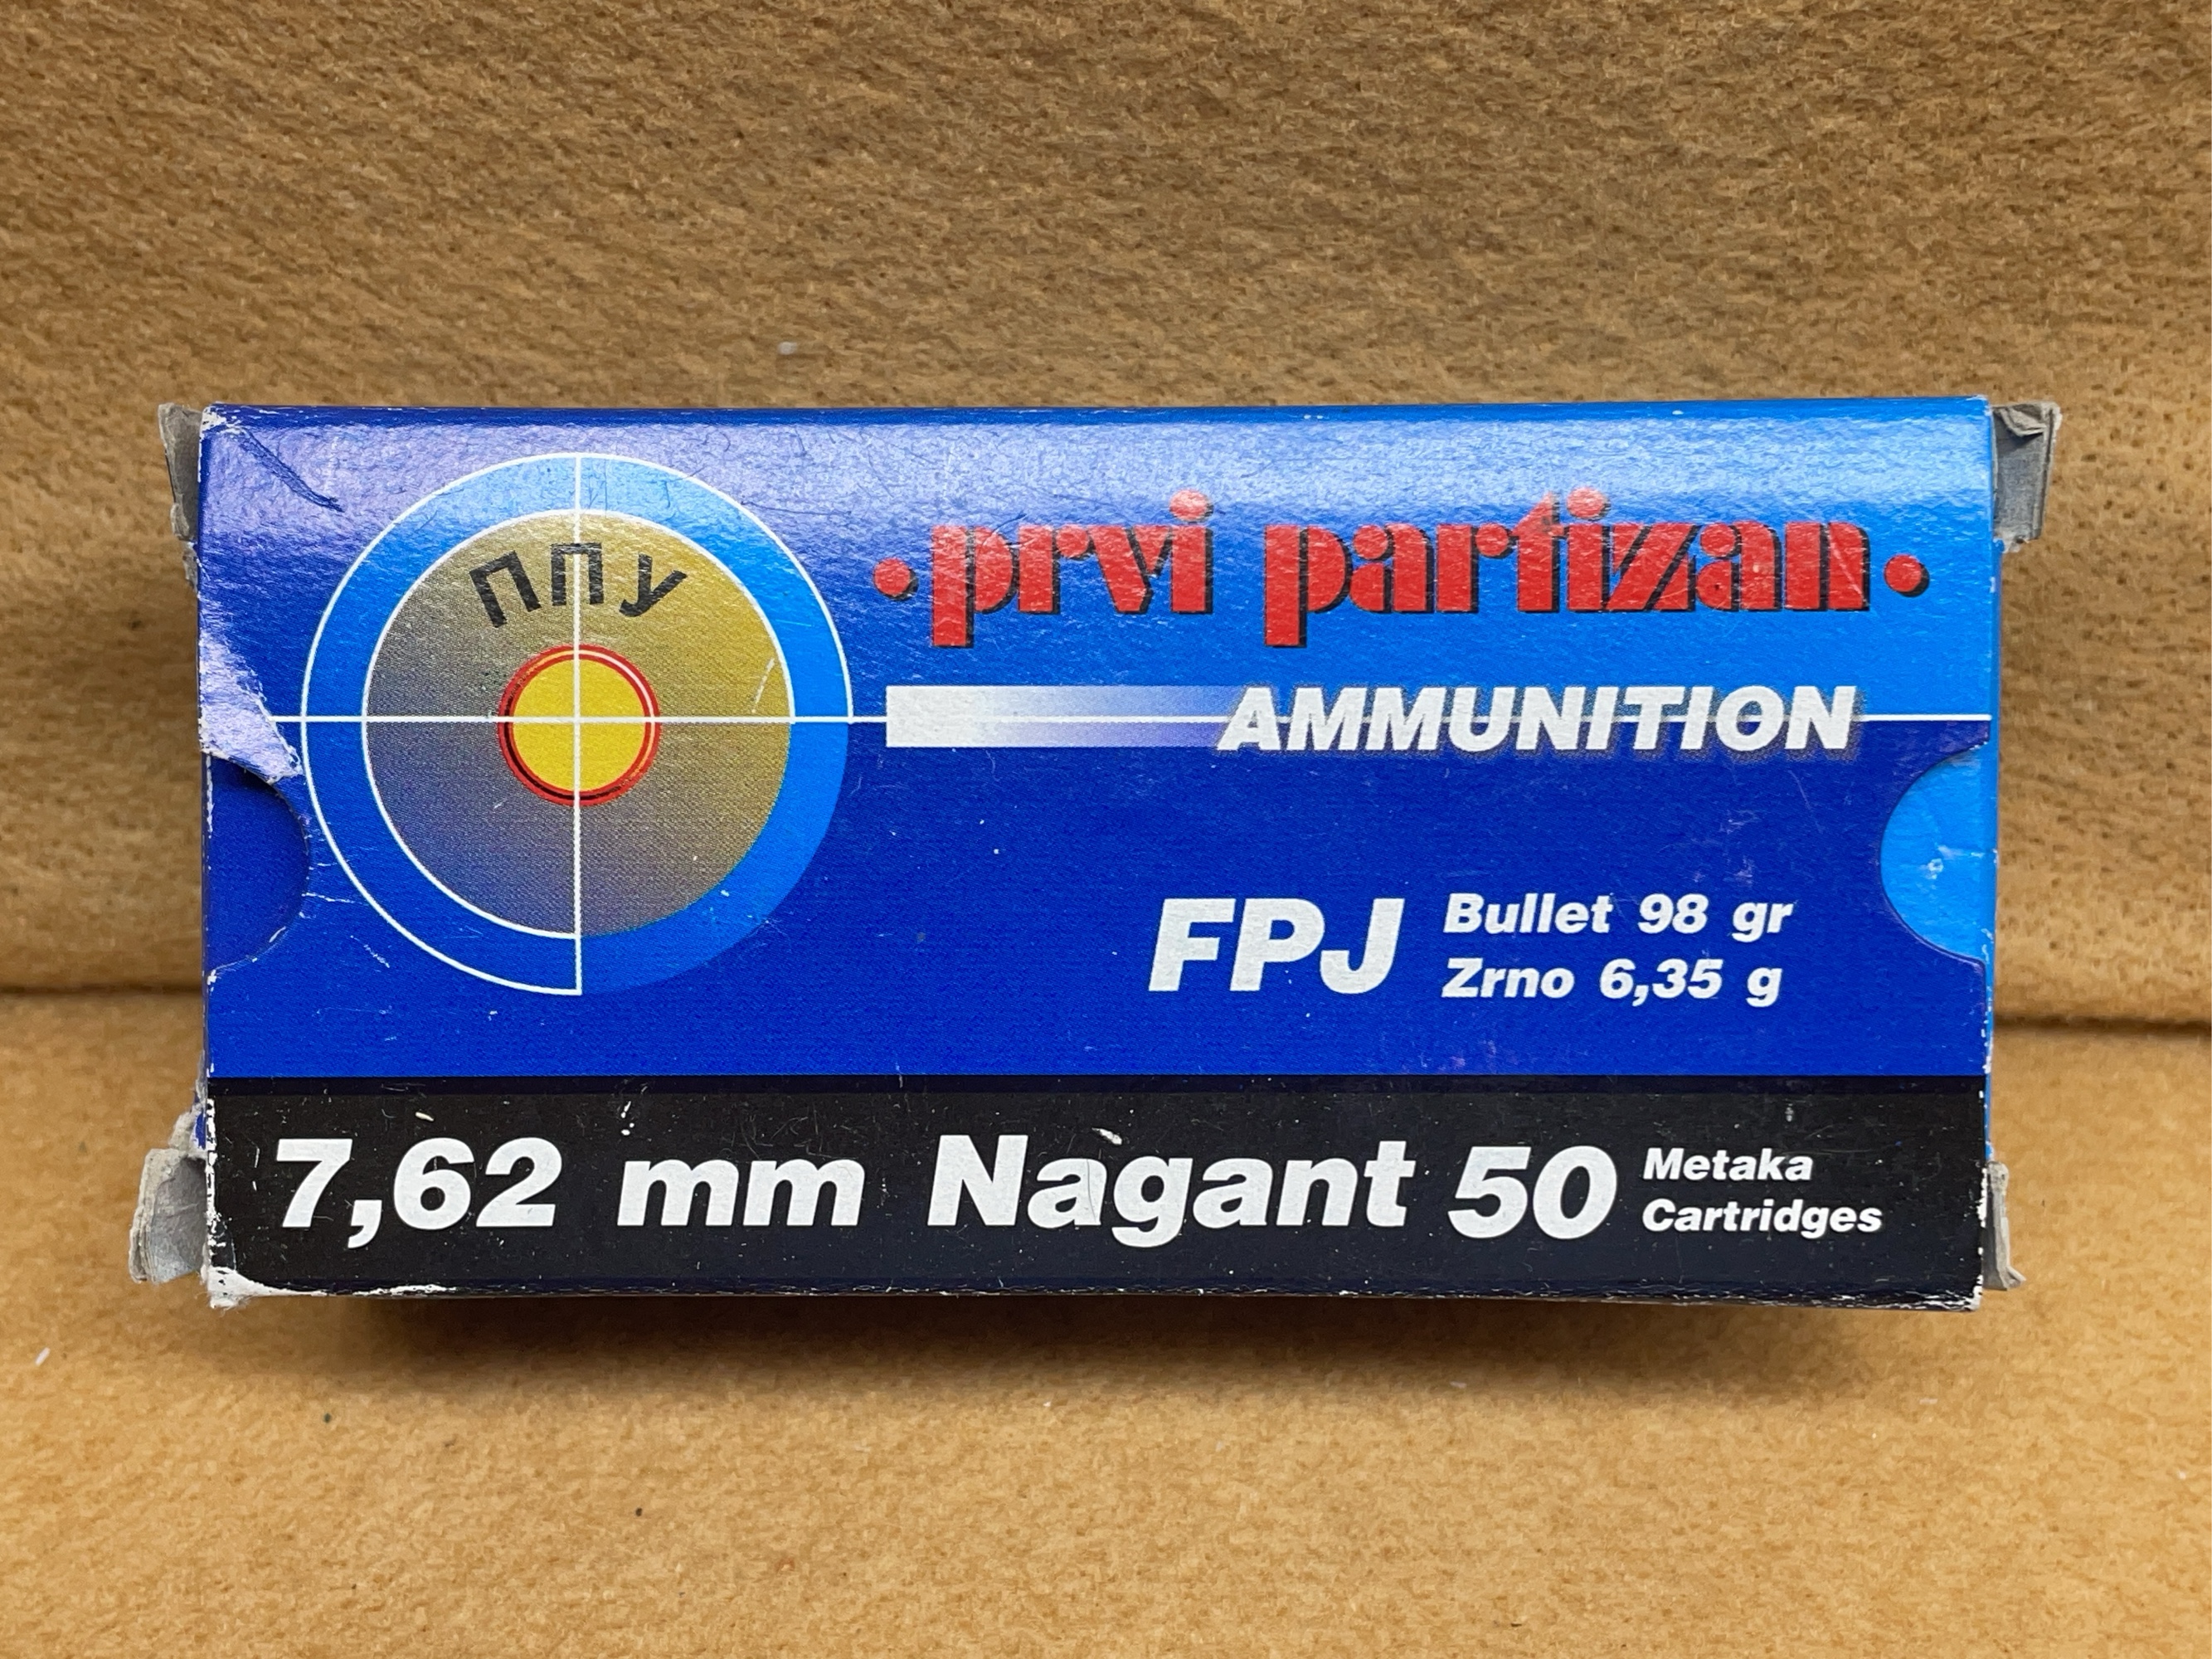 ППУ
·prvi partizan·
AMMUNITION
FPJ
Bullet 98 gr
Zrno 6,35 g
7,62 mm Nagant 50
Metaka
Cartridges